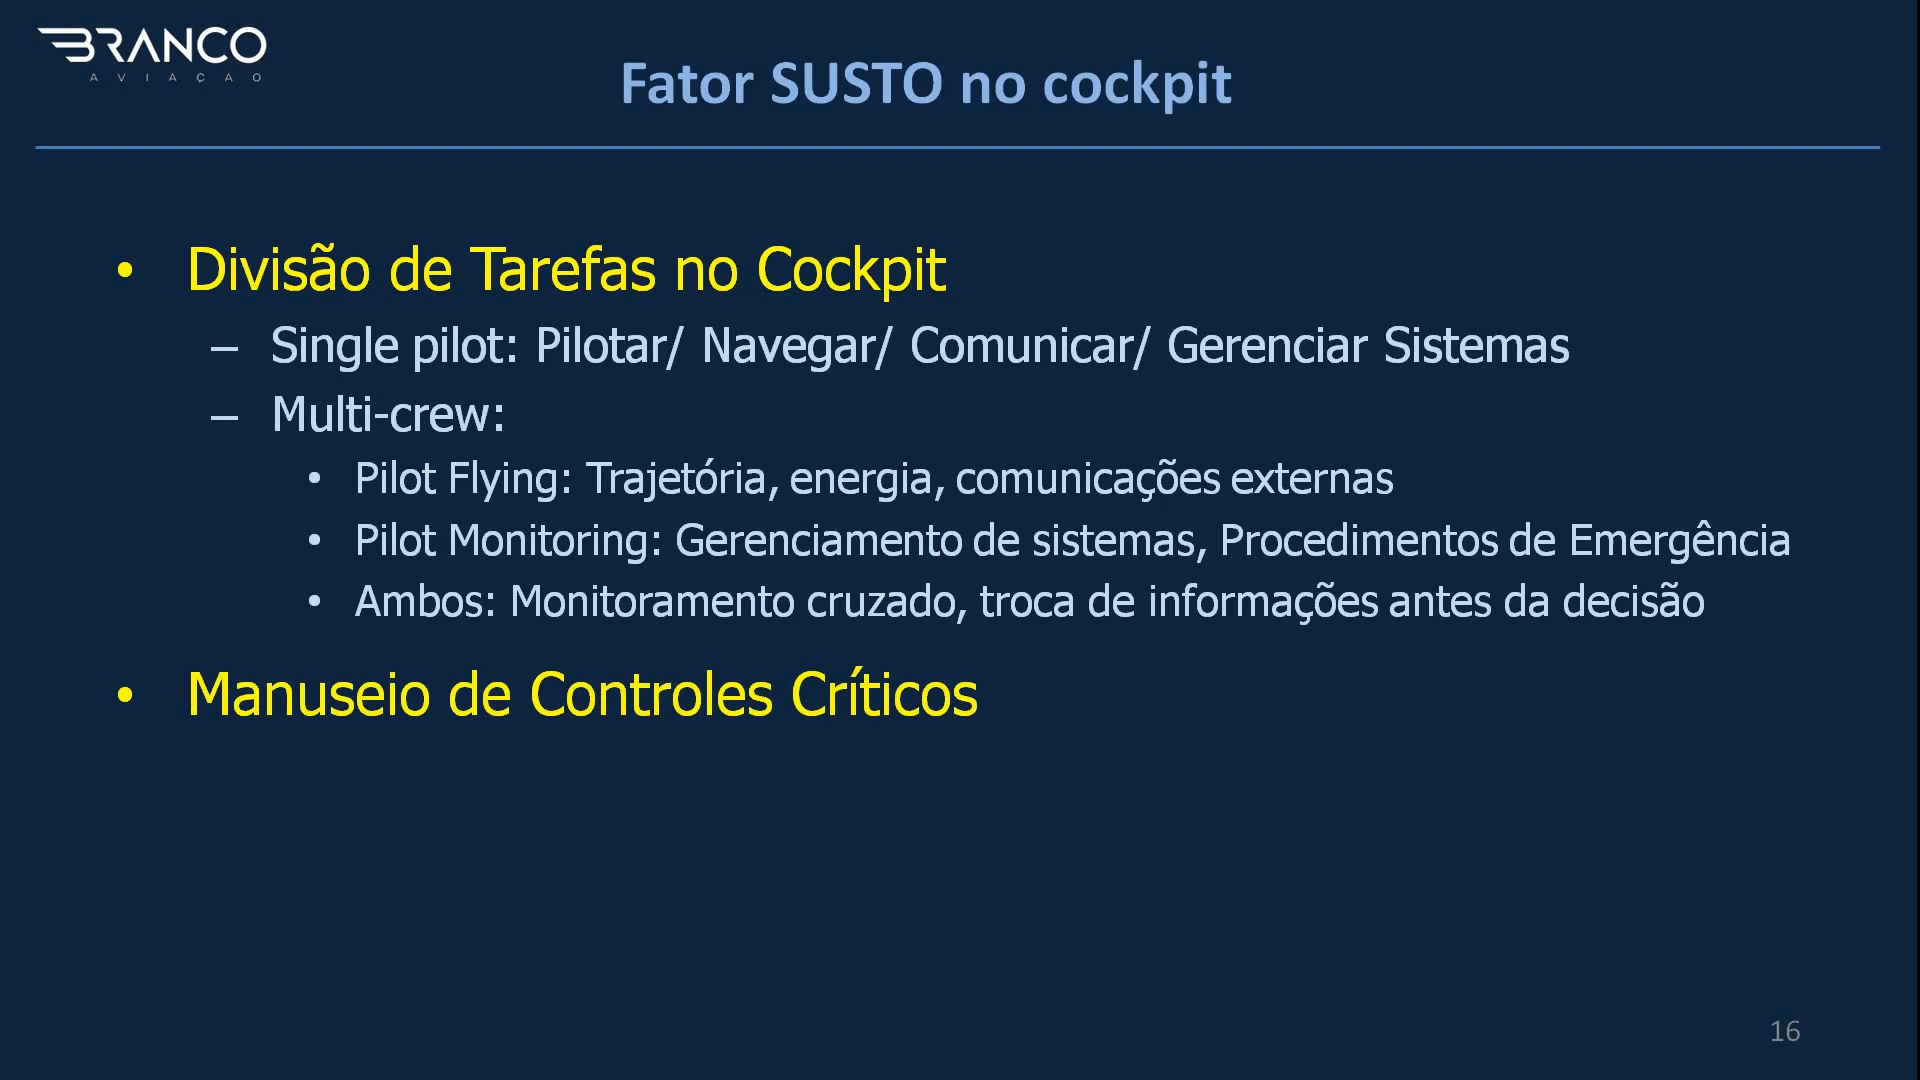 BRANCO
AVIAÇAO
Fator SUSTO no cockpit
• Divisão de Tarefas no Cockpit
– Single pilot: Pilotar/ Navegar/ Comunicar/ Gerenciar Sistemas
– Multi-crew:
• Pilot Flying: Trajetória, energia, comunicações externas
• Pilot Monitoring: Gerenciamento de sistemas, Procedimentos de Emergência
• Ambos: Monitoramento cruzado, troca de informações antes da decisão
• Manuseio de Controles Críticos
16